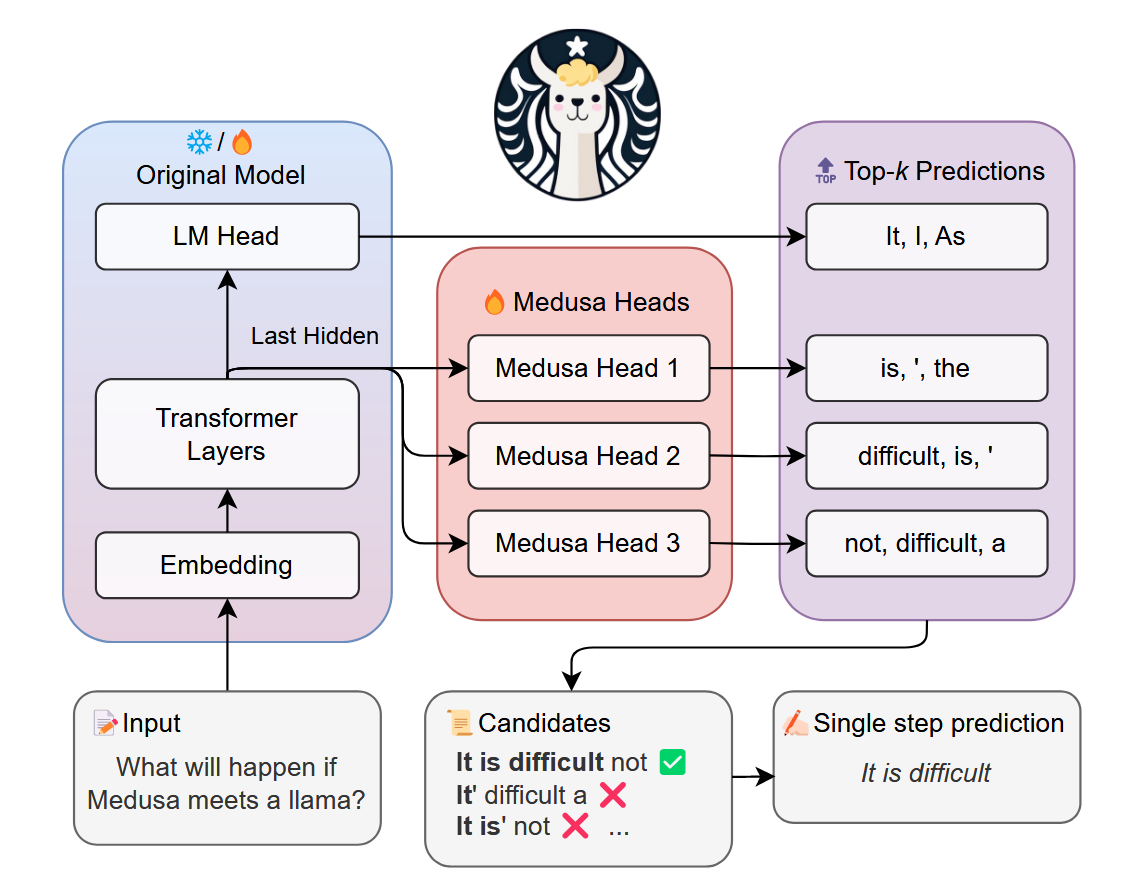 /
Original Model
LM Head
Last Hidden
Transformer
Layers
Embedding
Medusa Heads
Medusa Head 1
Medusa Head 2
Medusa Head 3
TOP Top-k Predictions
It, I, As
is, ', the
difficult, is, '
not, difficult, a
Input
What will happen if
Medusa meets a llama?
Candidates
It is difficult not
It' difficult a
It is' not ...
Single step prediction
It is difficult